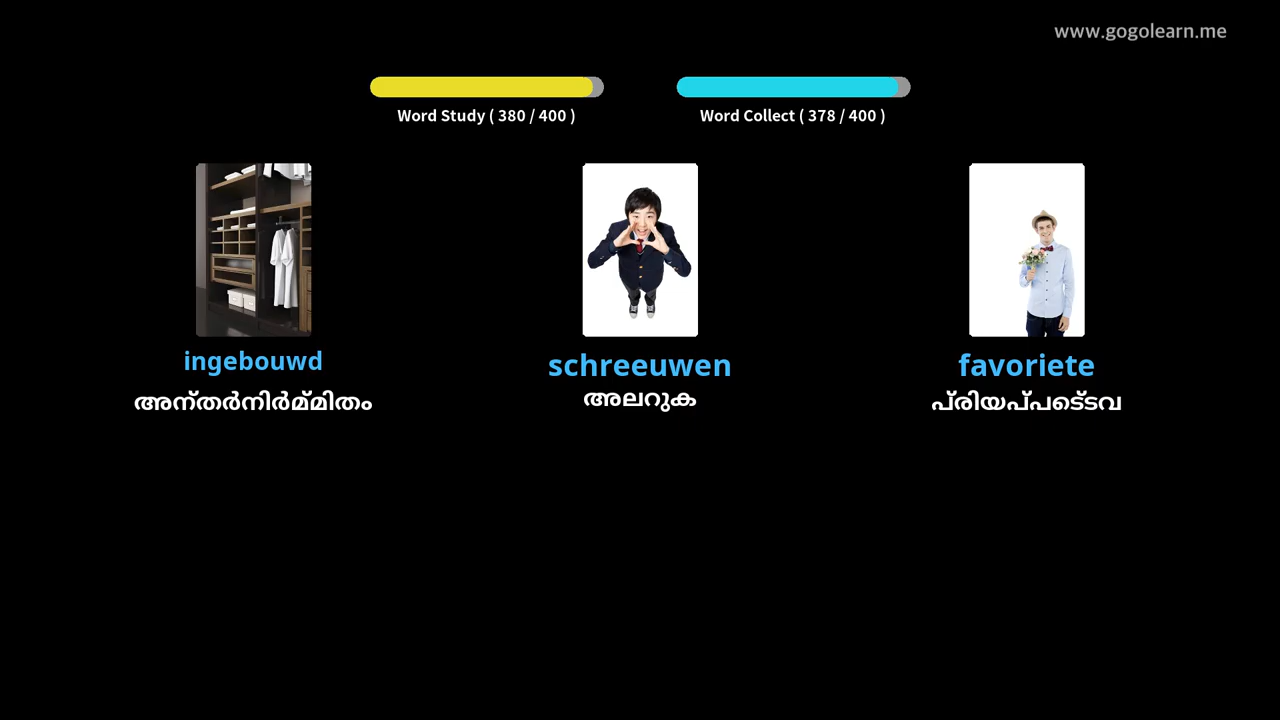 www.gogolearn.me
Word Study ( 380 / 400 )
Word Collect ( 378 / 400 )
ingebouwd
അന്തർനിർമ്മിതം
schreeuwen
അലറുക
favoriete
പ്രിയപ്പട്ടെവ